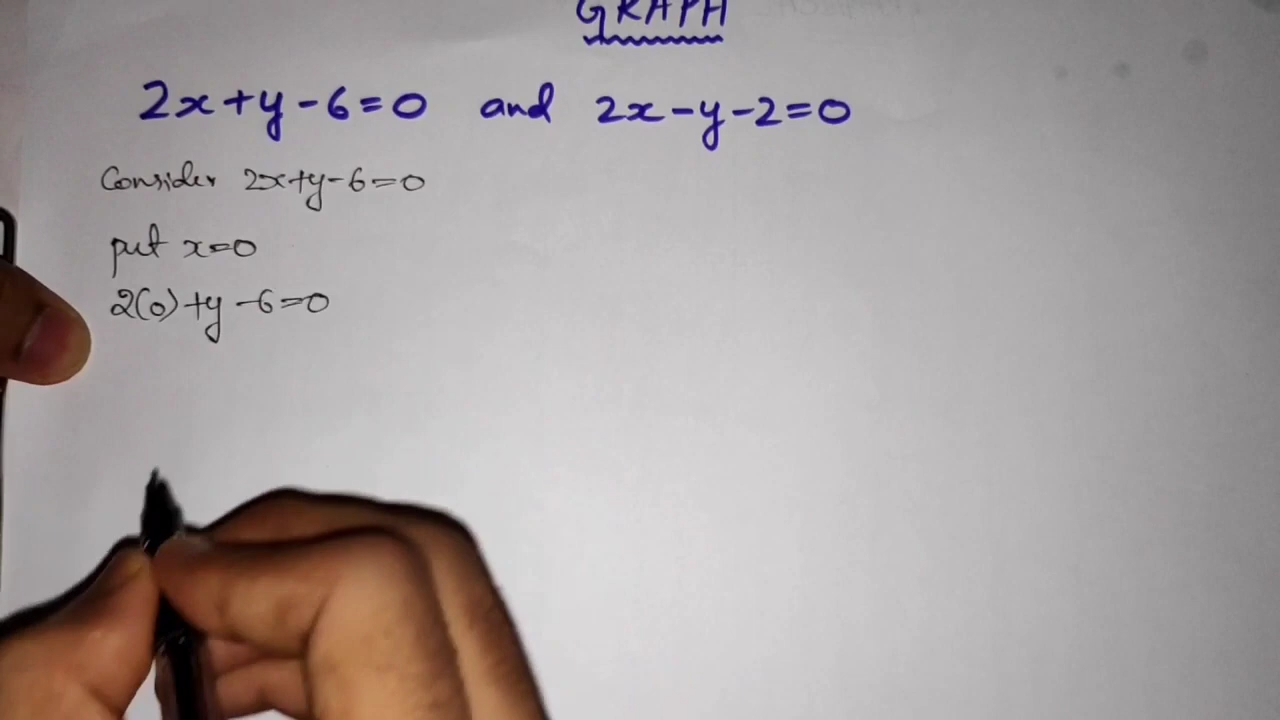 GRAPH
2x+y-6=0 and 2x-y-2=0
Consider 2x+y-6=0
put x=0
2(0)+y-6=0